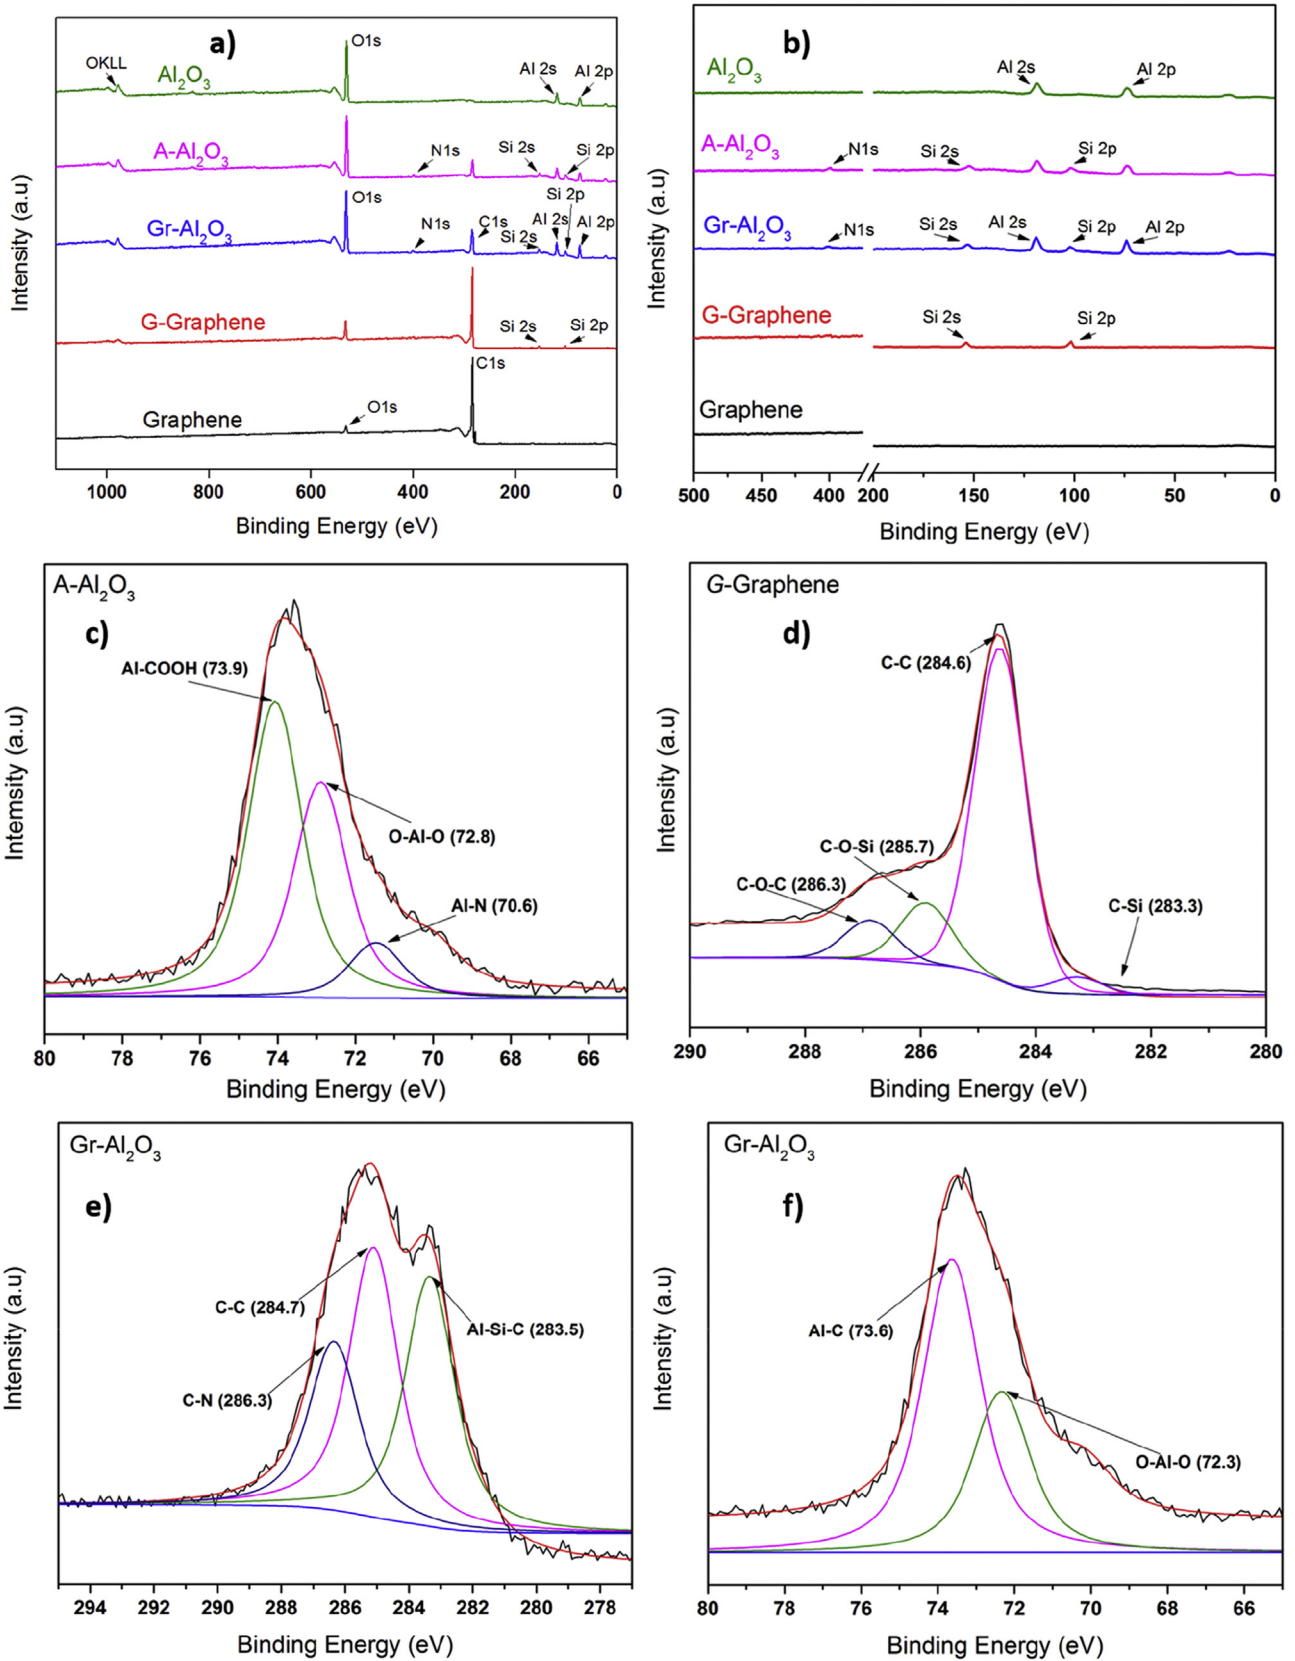 a)
O1s
OKLL
Al₂O₃
Al 2s
Al 2p
A-Al₂O₃
N1s
Si 2s
Si 2p
Si 2p
O1s
Gr-Al₂O₃
N1s
C1s
Si 2s
Al 2s
Al 2p
G-Graphene
Si 2s
Si 2p
C1s
Graphene
O1s
Intensity (a.u)
1000 800 600 400 200 0
Binding Energy (eV)
b)
Al₂O₃
Al 2s
Al 2p
A-Al₂O₃
N1s
Si 2s
Si 2p
Gr-Al₂O₃
N1s
Si 2s
Al 2s
Si 2p
Al 2p
G-Graphene
Si 2s
Si 2p
Graphene
Intensity (a.u)
500 450 400 200 150 100 50 0
Binding Energy (eV)
A-Al₂O₃
c)
Al-COOH (73.9)
O-Al-O (72.8)
Al-N (70.6)
Intemsity (a.u)
80 78 76 74 72 70 68 66
Binding Energy (eV)
G-Graphene
d)
C-C (284.6)
C-O-Si (285.7)
C-O-C (286.3)
C-Si (283.3)
Intensity (a.u)
290 288 286 284 282 280
Binding Energy (eV)
Gr-Al₂O₃
e)
C-C (284.7)
Al-Si-C (283.5)
C-N (286.3)
Intensity (a.u)
294 292 290 288 286 284 282 280 278
Binding Energy (eV)
Gr-Al₂O₃
f)
Al-C (73.6)
O-Al-O (72.3)
Intensity (a.u)
80 78 76 74 72 70 68 66
Binding Energy (eV)